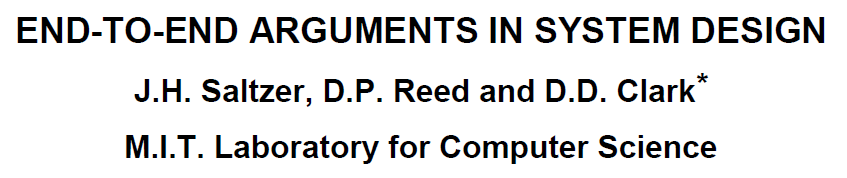 END-TO-END ARGUMENTS IN SYSTEM DESIGN
J.H. Saltzer, D.P. Reed and D.D. Clark*
M.I.T. Laboratory for Computer Science